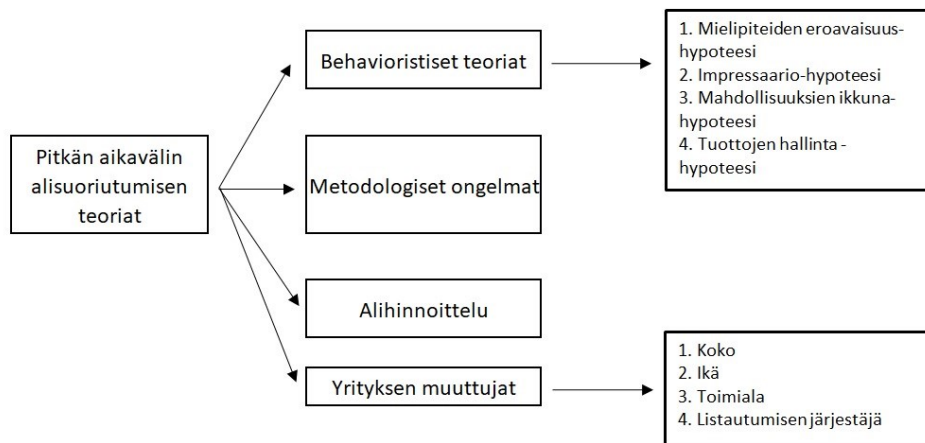 Pitkän aikavälin
alisuoriutumisen
teoriat
Behavioristiset teoriat
1. Mielipiteiden eroavaisuus-
hypoteesi
2. Impressaario-hypoteesi
3. Mahdollisuuksien ikkuna-
hypoteesi
4. Tuottojen hallinta -
hypoteesi
Metodologiset ongelmat
Alihinnoittelu
Yrityksen muuttujat
1. Koko
2. Ikä
3. Toimiala
4. Listautumisen järjestäjä